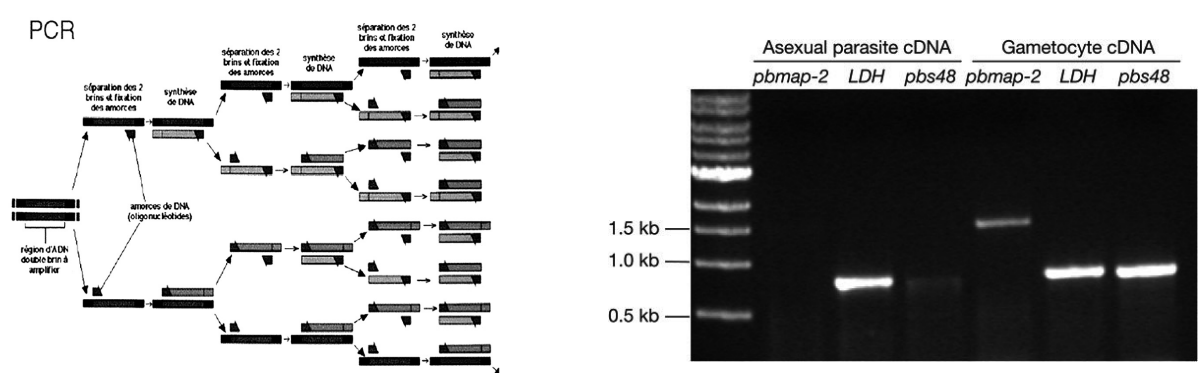 PCR
séparation des 2
brins et fixation
des amorces
synthèse
de DNA
séparation des 2
brins et fixation
des amorces
synthèse
de DNA
séparation des 2
brins et fixation
des amorces
synthèse
de DNA
amorces de DNA
(oligonucléotides)
région d'ADN
double brin à
amplifier
Asexual parasite cDNA
Gametocyte cDNA
pbmap-2 LDH pbs48 pbmap-2 LDH pbs48
1.5 kb
1.0 kb
0.5 kb